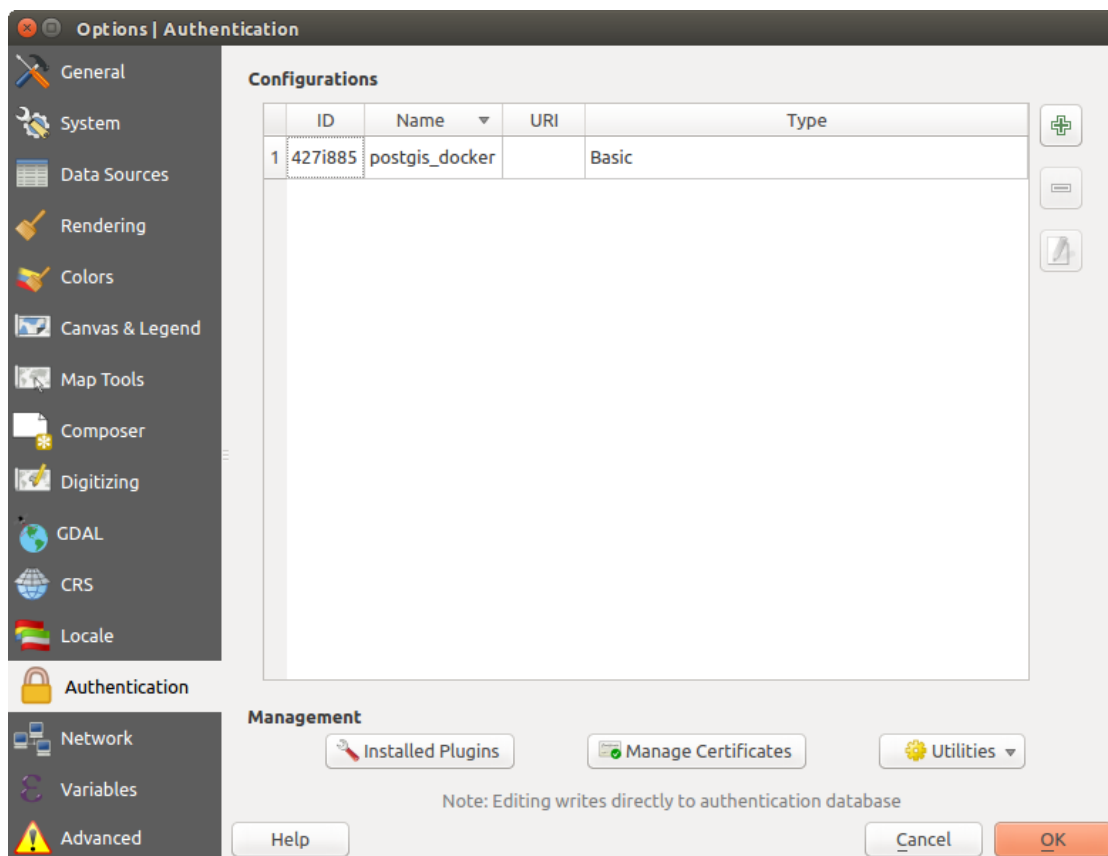 Options | Authentication
General
System
Data Sources
Rendering
Colors
Canvas & Legend
Map Tools
Composer
Digitizing
GDAL
CRS
Locale
Authentication
Network
Variables
Advanced
Configurations
ID Name URI Type
1 427i885 postgis_docker Basic
Management
Installed Plugins Manage Certificates Utilities
Note: Editing writes directly to authentication database
Help Cancel OK